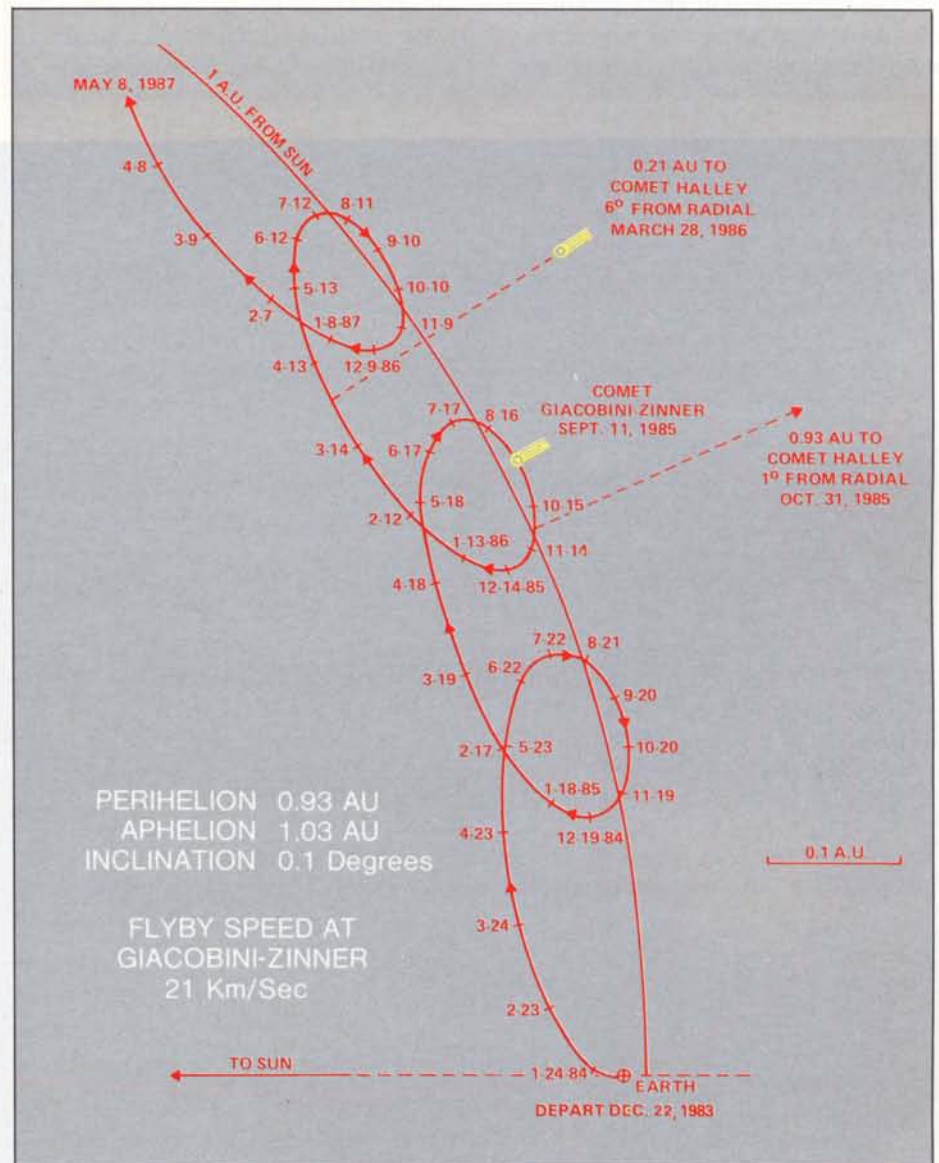 MAY 8, 1987
1 A.U. FROM SUN
4-8
0.21 AU TO
COMET HALLEY
6° FROM RADIAL
MARCH 28, 1986
7-12
8-11
3-9
6-12
9-10
5-13
10-10
2-7
1-8-87
11-9
4-13
12-9-86
COMET
GIACOBINI-ZINNER
SEPT. 11, 1985
7-17
8-16
3-14
6-17
0.93 AU TO
COMET HALLEY
1° FROM RADIAL
OCT. 31, 1985
5-18
10-15
2-12
1-13-86
11-14
4-18
12-14-85
7-22
8-21
3-19
6-22
9-20
2-17
5-23
10-20
1-18-85
11-19
4-23
12-19-84
PERIHELION 0.93 AU
APHELION 1.03 AU
INCLINATION 0.1 Degrees
0.1 A.U.
FLYBY SPEED AT
GIACOBINI-ZINNER
21 Km/Sec
3-24
2-23
TO SUN
1-24-84
EARTH
DEPART DEC. 22, 1983